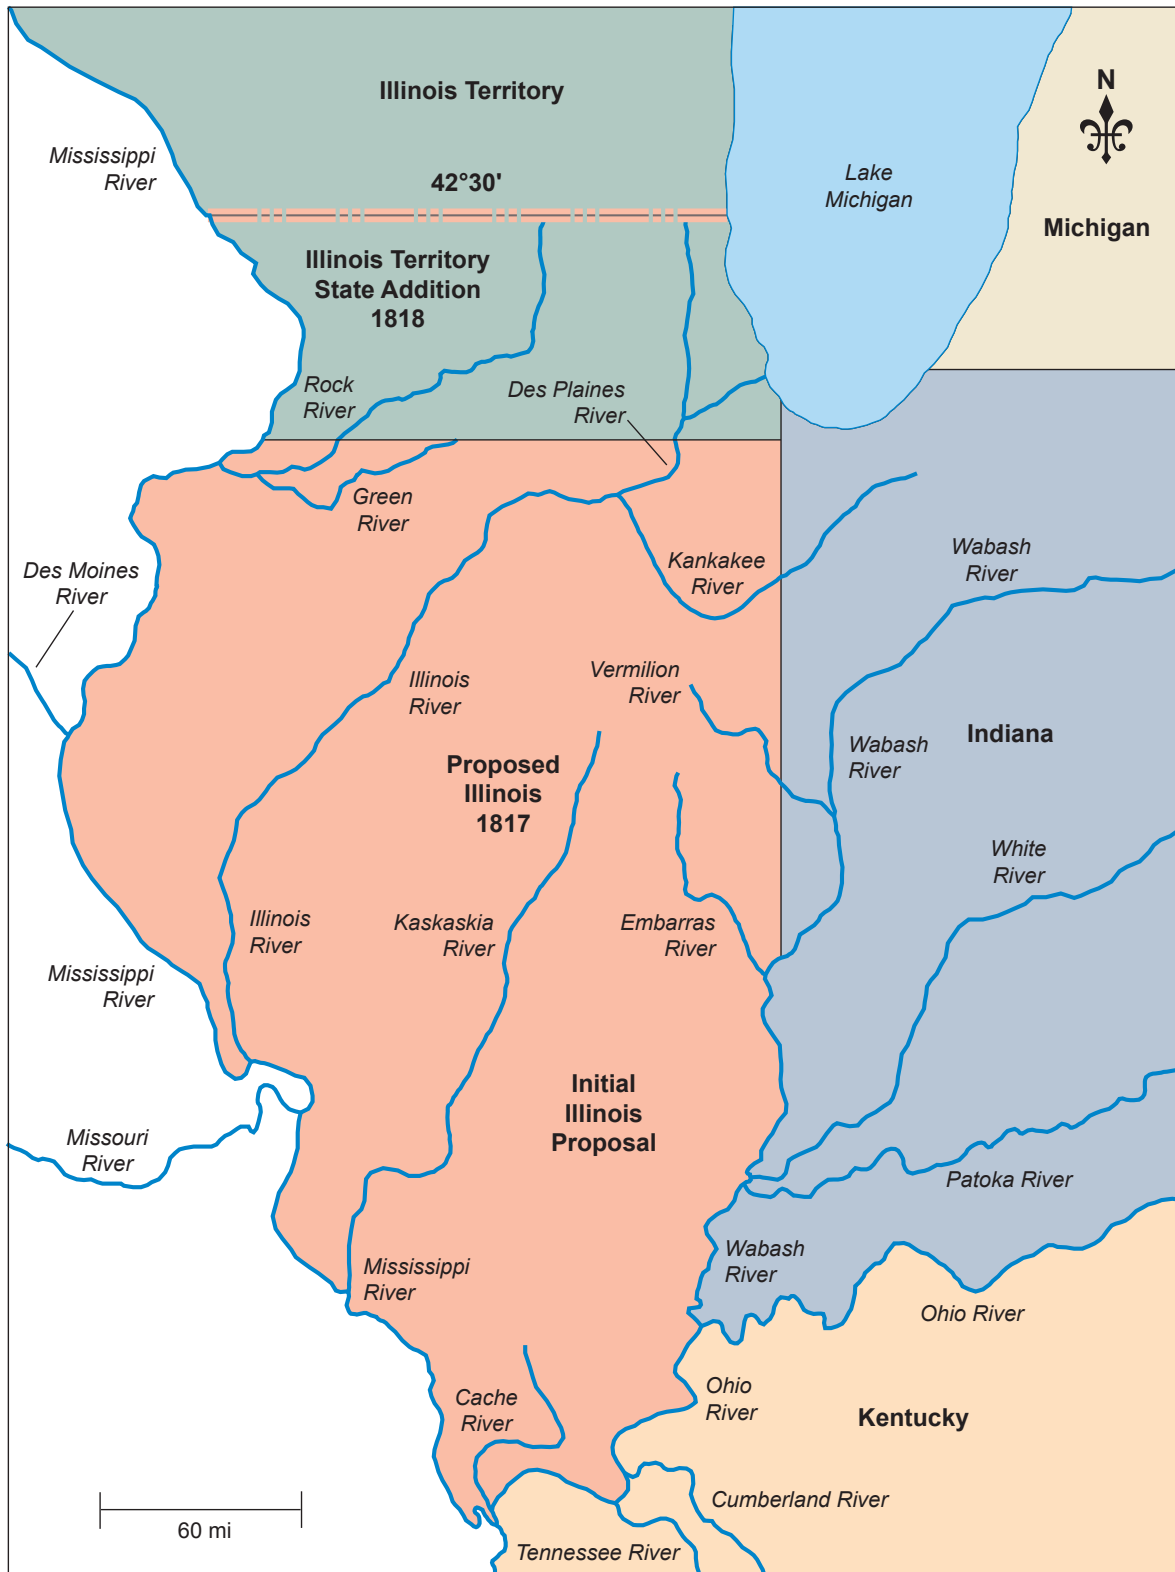 Illinois Territory
N
Mississippi
River
42°30'
Lake
Michigan
Michigan
Illinois Territory
State Addition
1818
Rock
River
Des Plaines
River
Green
River
Des Moines
River
Kankakee
River
Wabash
River
Illinois
River
Vermilion
River
Wabash
River
Indiana
Proposed
Illinois
1817
White
River
Illinois
River
Kaskaskia
River
Embarras
River
Mississippi
River
Initial
Illinois
Proposal
Missouri
River
Patoka River
Mississippi
River
Wabash
River
Ohio River
Cache
River
Ohio
River
Kentucky
60 mi
Cumberland River
Tennessee River